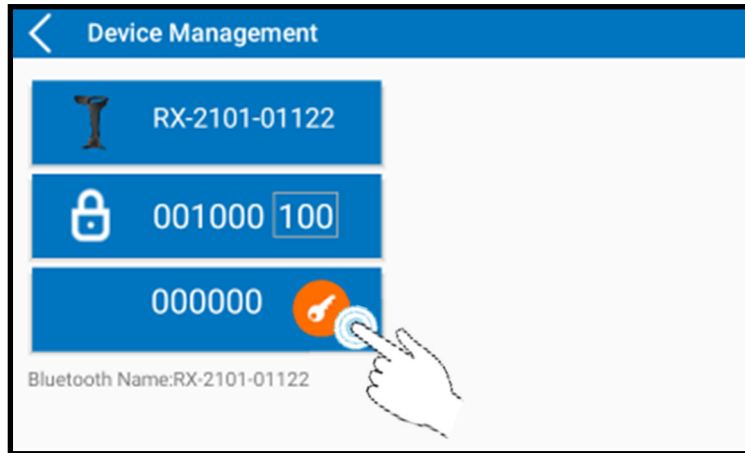 Device Management
RX-2101-01122
001000 100
000000
Bluetooth Name:RX-2101-01122